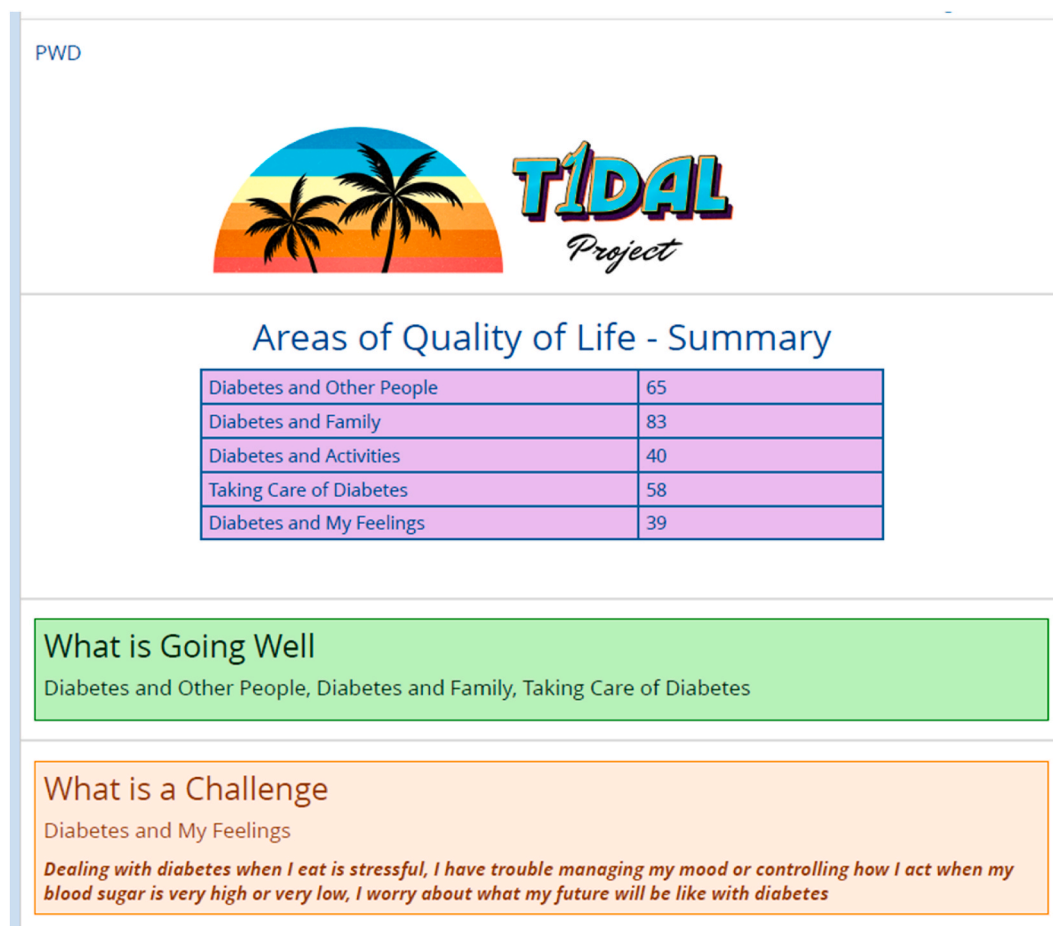 PWD
T1DAL
Project
Areas of Quality of Life - Summary
Diabetes and Other People 65
Diabetes and Family 83
Diabetes and Activities 40
Taking Care of Diabetes 58
Diabetes and My Feelings 39
What is Going Well
Diabetes and Other People, Diabetes and Family, Taking Care of Diabetes
What is a Challenge
Diabetes and My Feelings
Dealing with diabetes when I eat is stressful, I have trouble managing my mood or controlling how I act when my
blood sugar is very high or very low, I worry about what my future will be like with diabetes